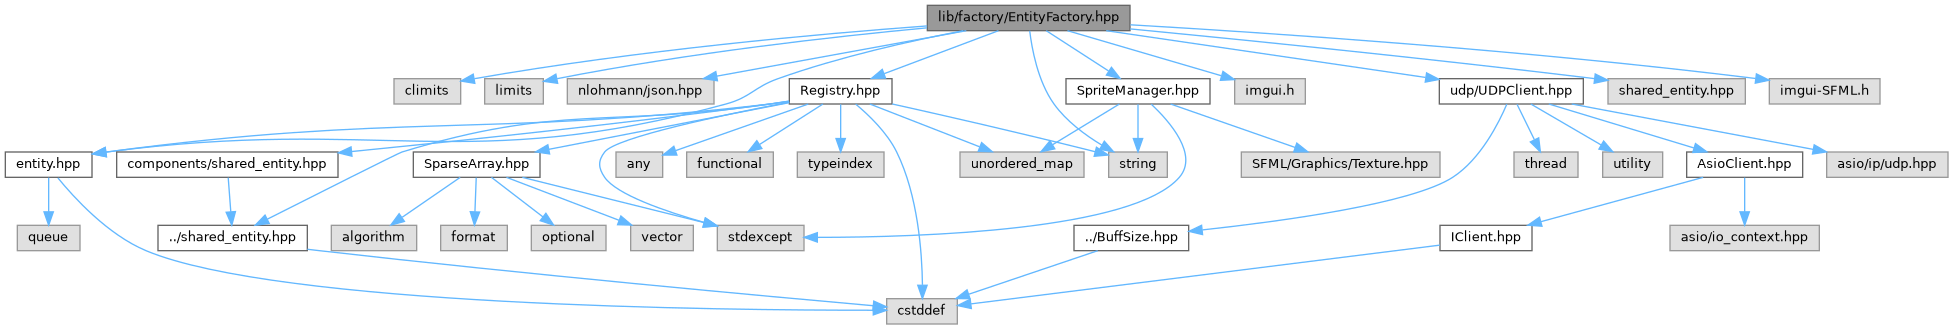 lib/factory/EntityFactory.hpp
climits
limits
nlohmann/json.hpp
Registry.hpp
SpriteManager.hpp
imgui.h
udp/UDPClient.hpp
shared_entity.hpp
imgui-SFML.h
entity.hpp
components/shared_entity.hpp
SparseArray.hpp
any
functional
typeindex
unordered_map
string
SFML/Graphics/Texture.hpp
thread
utility
AsioClient.hpp
asio/ip/udp.hpp
queue
../shared_entity.hpp
algorithm
format
optional
vector
stdexcept
../BuffSize.hpp
IClient.hpp
asio/io_context.hpp
cstddef